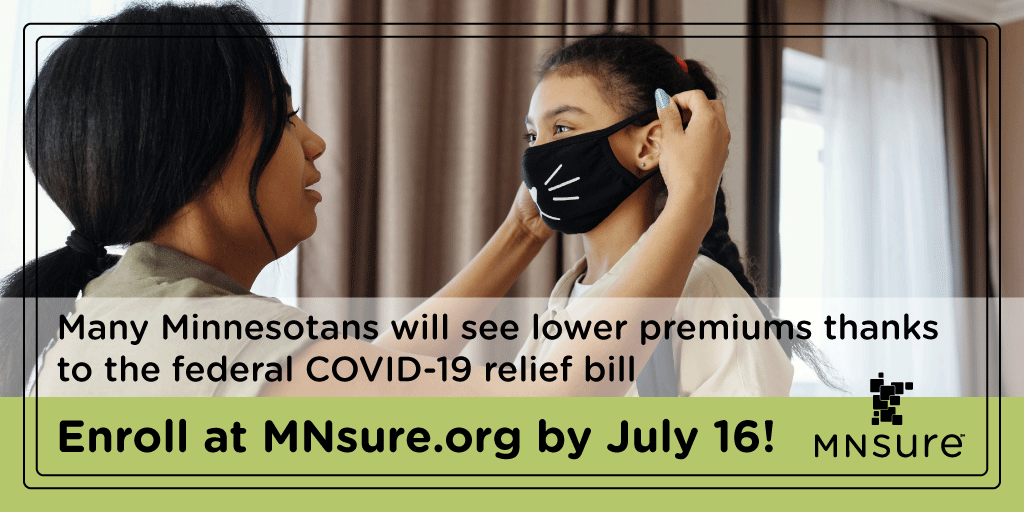 Many Minnesotans will see lower premiums thanks
to the federal COVID-19 relief bill
Enroll at MNsure.org by July 16!
MNsure™